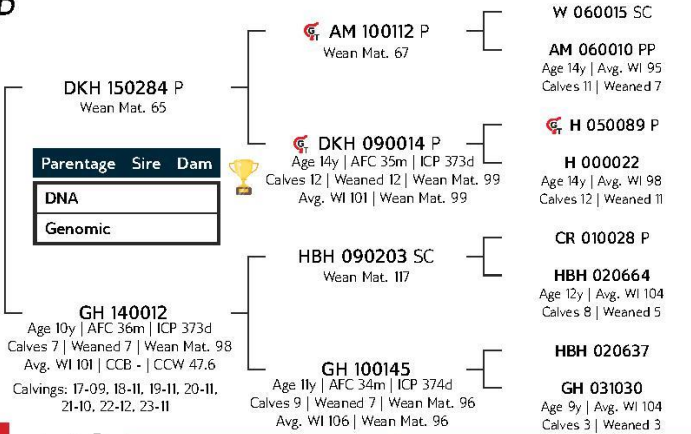 D
DKH 150284 P
Wean Mat. 65
Parentage Sire Dam
DNA
Genomic
GH 140012
Age 10y | AFC 36m | ICP 373d
Calves 7 | Weaned 7 | Wean Mat. 98
Avg. WI 101 | CCB - | CCW 47.6
Calvings: 17-09, 18-11, 19-11, 20-11,
21-10, 22-12, 23-11
GT AM 100112 P
Wean Mat. 67
GT DKH 090014 P
Age 14y | AFC 35m | ICP 373d
Calves 12 | Weaned 12 | Wean Mat. 99
Avg. WI 101 | Wean Mat. 99
HBH 090203 SC
Wean Mat. 117
GH 100145
Age 11y | AFC 34m | ICP 374d
Calves 9 | Weaned 7 | Wean Mat. 96
Avg. WI 106 | Wean Mat. 96
W 060015 SC
AM 060010 PP
Age 14y | Avg. WI 95
Calves 11 | Weaned 7
GT H 050089 P
H 000022
Age 14y | Avg. WI 98
Calves 12 | Weaned 11
CR 010028 P
HBH 020664
Age 12y | Avg. WI 104
Calves 8 | Weaned 5
HBH 020637
GH 031030
Age 9y | Avg. WI 104
Calves 3 | Weaned 3